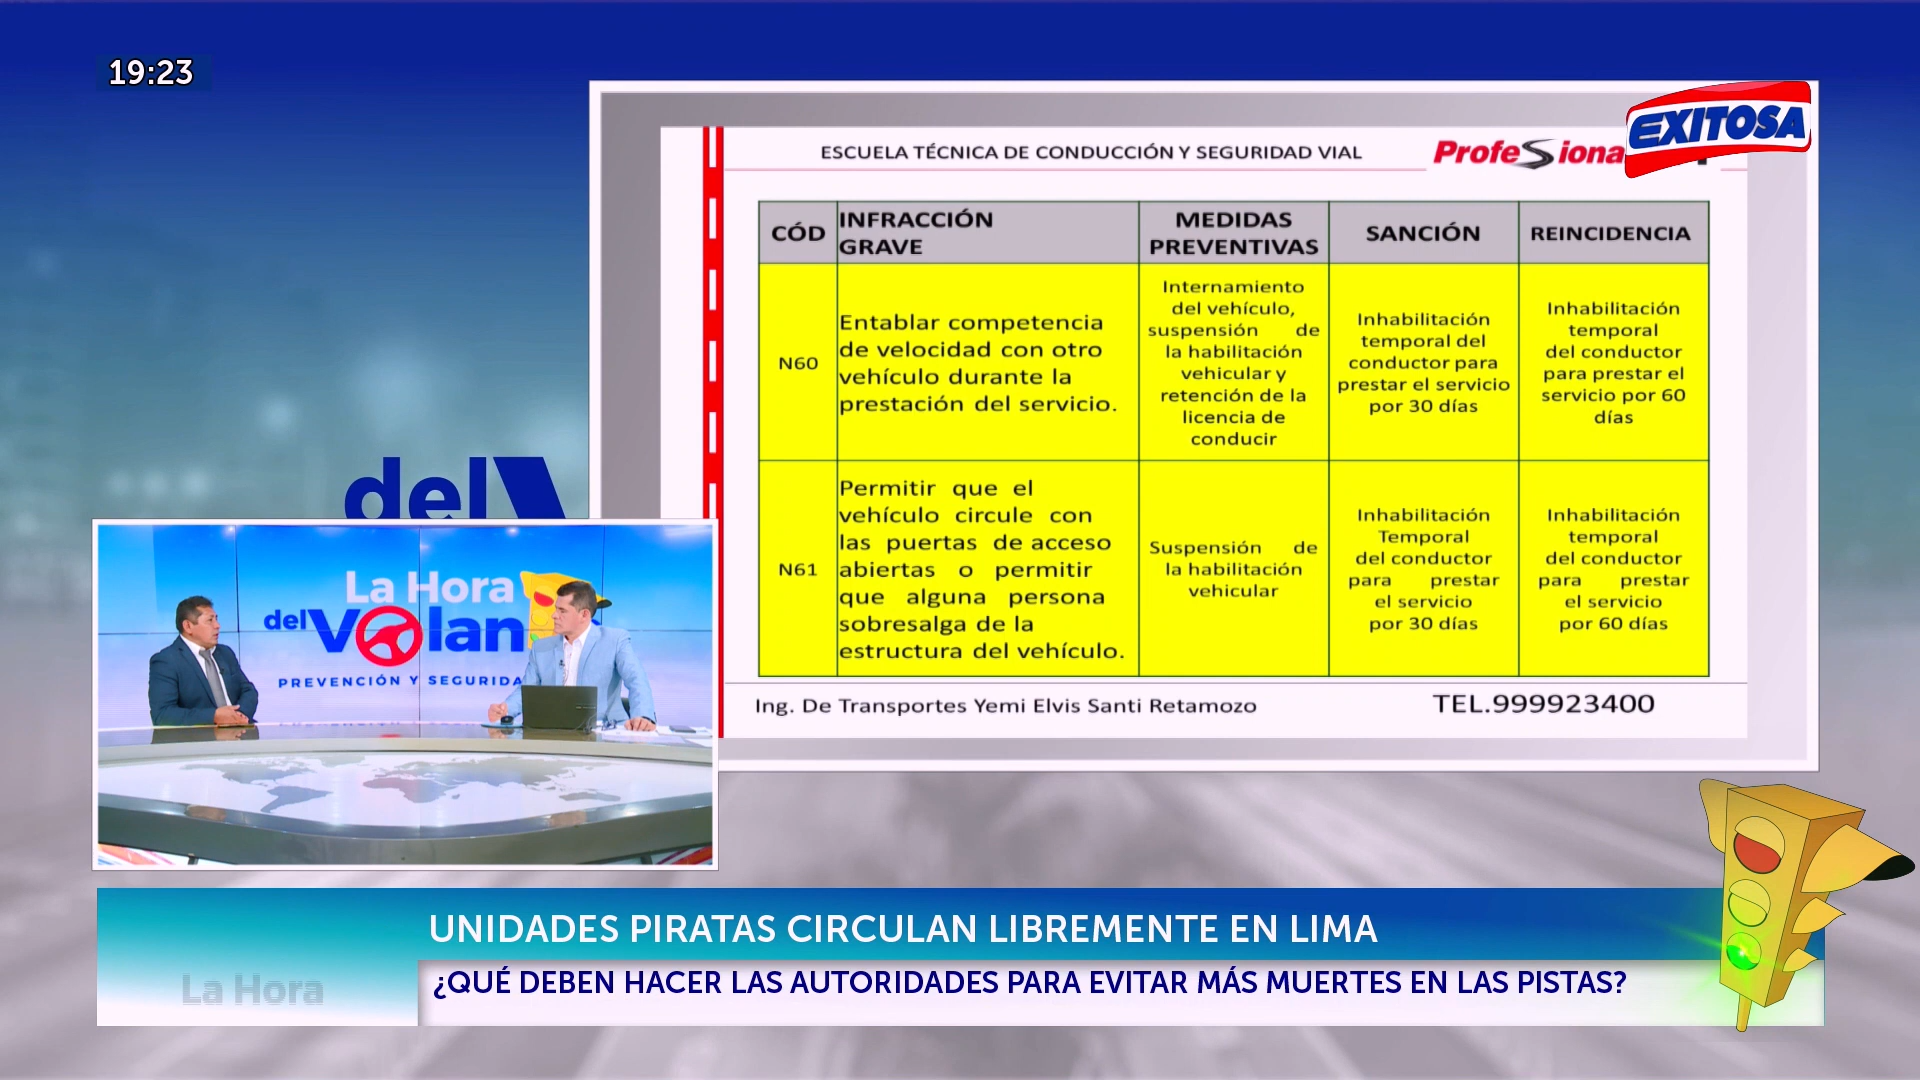 19:23
EXITOSA
ESCUELA TÉCNICA DE CONDUCCIÓN Y SEGURIDAD VIAL
ProfeSiona
CÓD
INFRACCIÓN
GRAVE
MEDIDAS
PREVENTIVAS
SANCIÓN
REINCIDENCIA
N60
Entablar competencia
de velocidad con otro
vehículo durante la
prestación del servicio.
Internamiento
del vehículo,
suspensión de
la habilitación
vehicular y
retención de la
licencia de
conducir
Inhabilitación
temporal del
conductor para
prestar el servicio
por 30 días
Inhabilitación
temporal
del conductor
para prestar el
servicio por 60
días
N61
Permitir que el
vehículo circule con
las puertas de acceso
abiertas o permitir
que alguna persona
sobresalga de la
estructura del vehículo.
Suspensión de
la habilitación
vehicular
Inhabilitación
Temporal
del conductor
para prestar
el servicio
por 30 días
Inhabilitación
temporal
del conductor
para prestar
el servicio
por 60 días
Ing. De Transportes Yemi Elvis Santi Retamozo
TEL.999923400
del V
La Hora
del Volan
PREVENCIÓN Y SEGURIDA
UNIDADES PIRATAS CIRCULAN LIBREMENTE EN LIMA
La Hora
¿QUÉ DEBEN HACER LAS AUTORIDADES PARA EVITAR MÁS MUERTES EN LAS PISTAS?